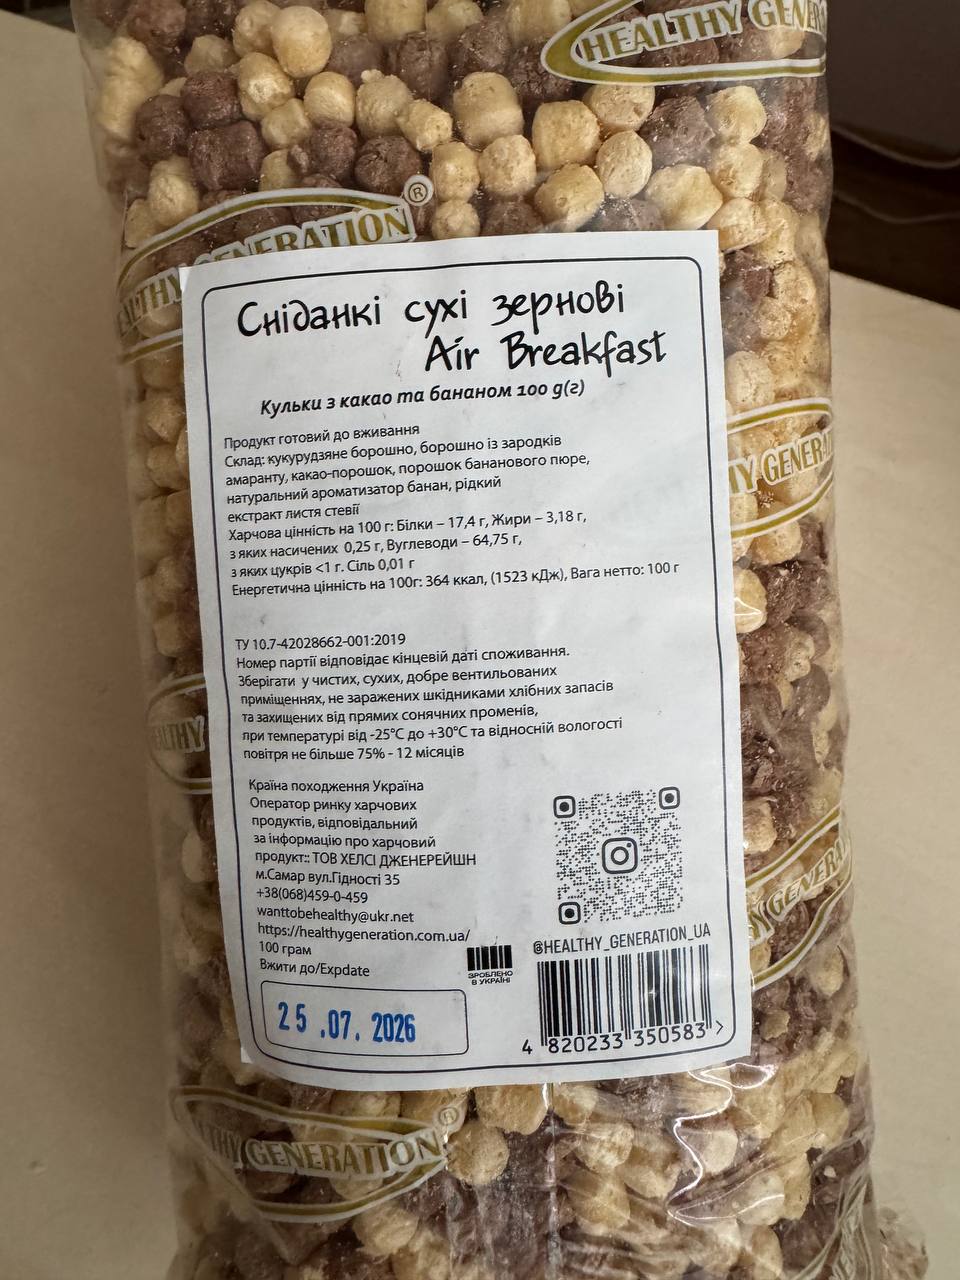 HEALTHY GENERA
HEALTHY GENERATION®
Сніданкі сухі зернові
Air Breakfast
Кульки з какао та бананом 100 g(г)
Продукт готовий до вживання
Склад: кукурудзяне борошно, борошно із зародків
амаранту, какао-порошок, порошок бананового пюре,
натуральний ароматизатор банан, рідкий
екстракт листя стевії
Харчова цінність на 100 г: Білки – 17,4 г, Жири – 3,18 г,
з яких насичених 0,25 г, Вуглеводи – 64,75 г,
з яких цукрів <1 г. Сіль 0,01 г
Енергетична цінність на 100г: 364 ккал, (1523 кДж), Вага нетто: 100 г
HY GENERA
ТУ 10.7-42028662-001:2019
Номер партії відповідає кінцевій даті споживання.
Зберігати у чистих, сухих, добре вентильованих
приміщеннях, не заражених шкідниками хлібних запасів
та захищених від прямих сонячних променів,
при температурі від -25°С до +30°С та відносній вологості
повітря не більше 75% - 12 місяців
EALTHY
Країна походження Україна
Оператор ринку харчових
продуктів, відповідальний
за інформацію про харчовий
продукт:: ТОВ ХЕЛСІ ДЖЕНЕРЕЙШН
м.Самар вул.Гідності 35
+38(068)459-0-459
wanttobehealthy@ukr.net
https://healthygeneration.com.ua/
100 грам
Вжити до/Expdate
25.07.2026
ЗРОБЛЕНО
В УКРАЇНІ
@HEALTHY_GENERATION_UA
4 820233 350583 >
GENERA
HY GENERATION®